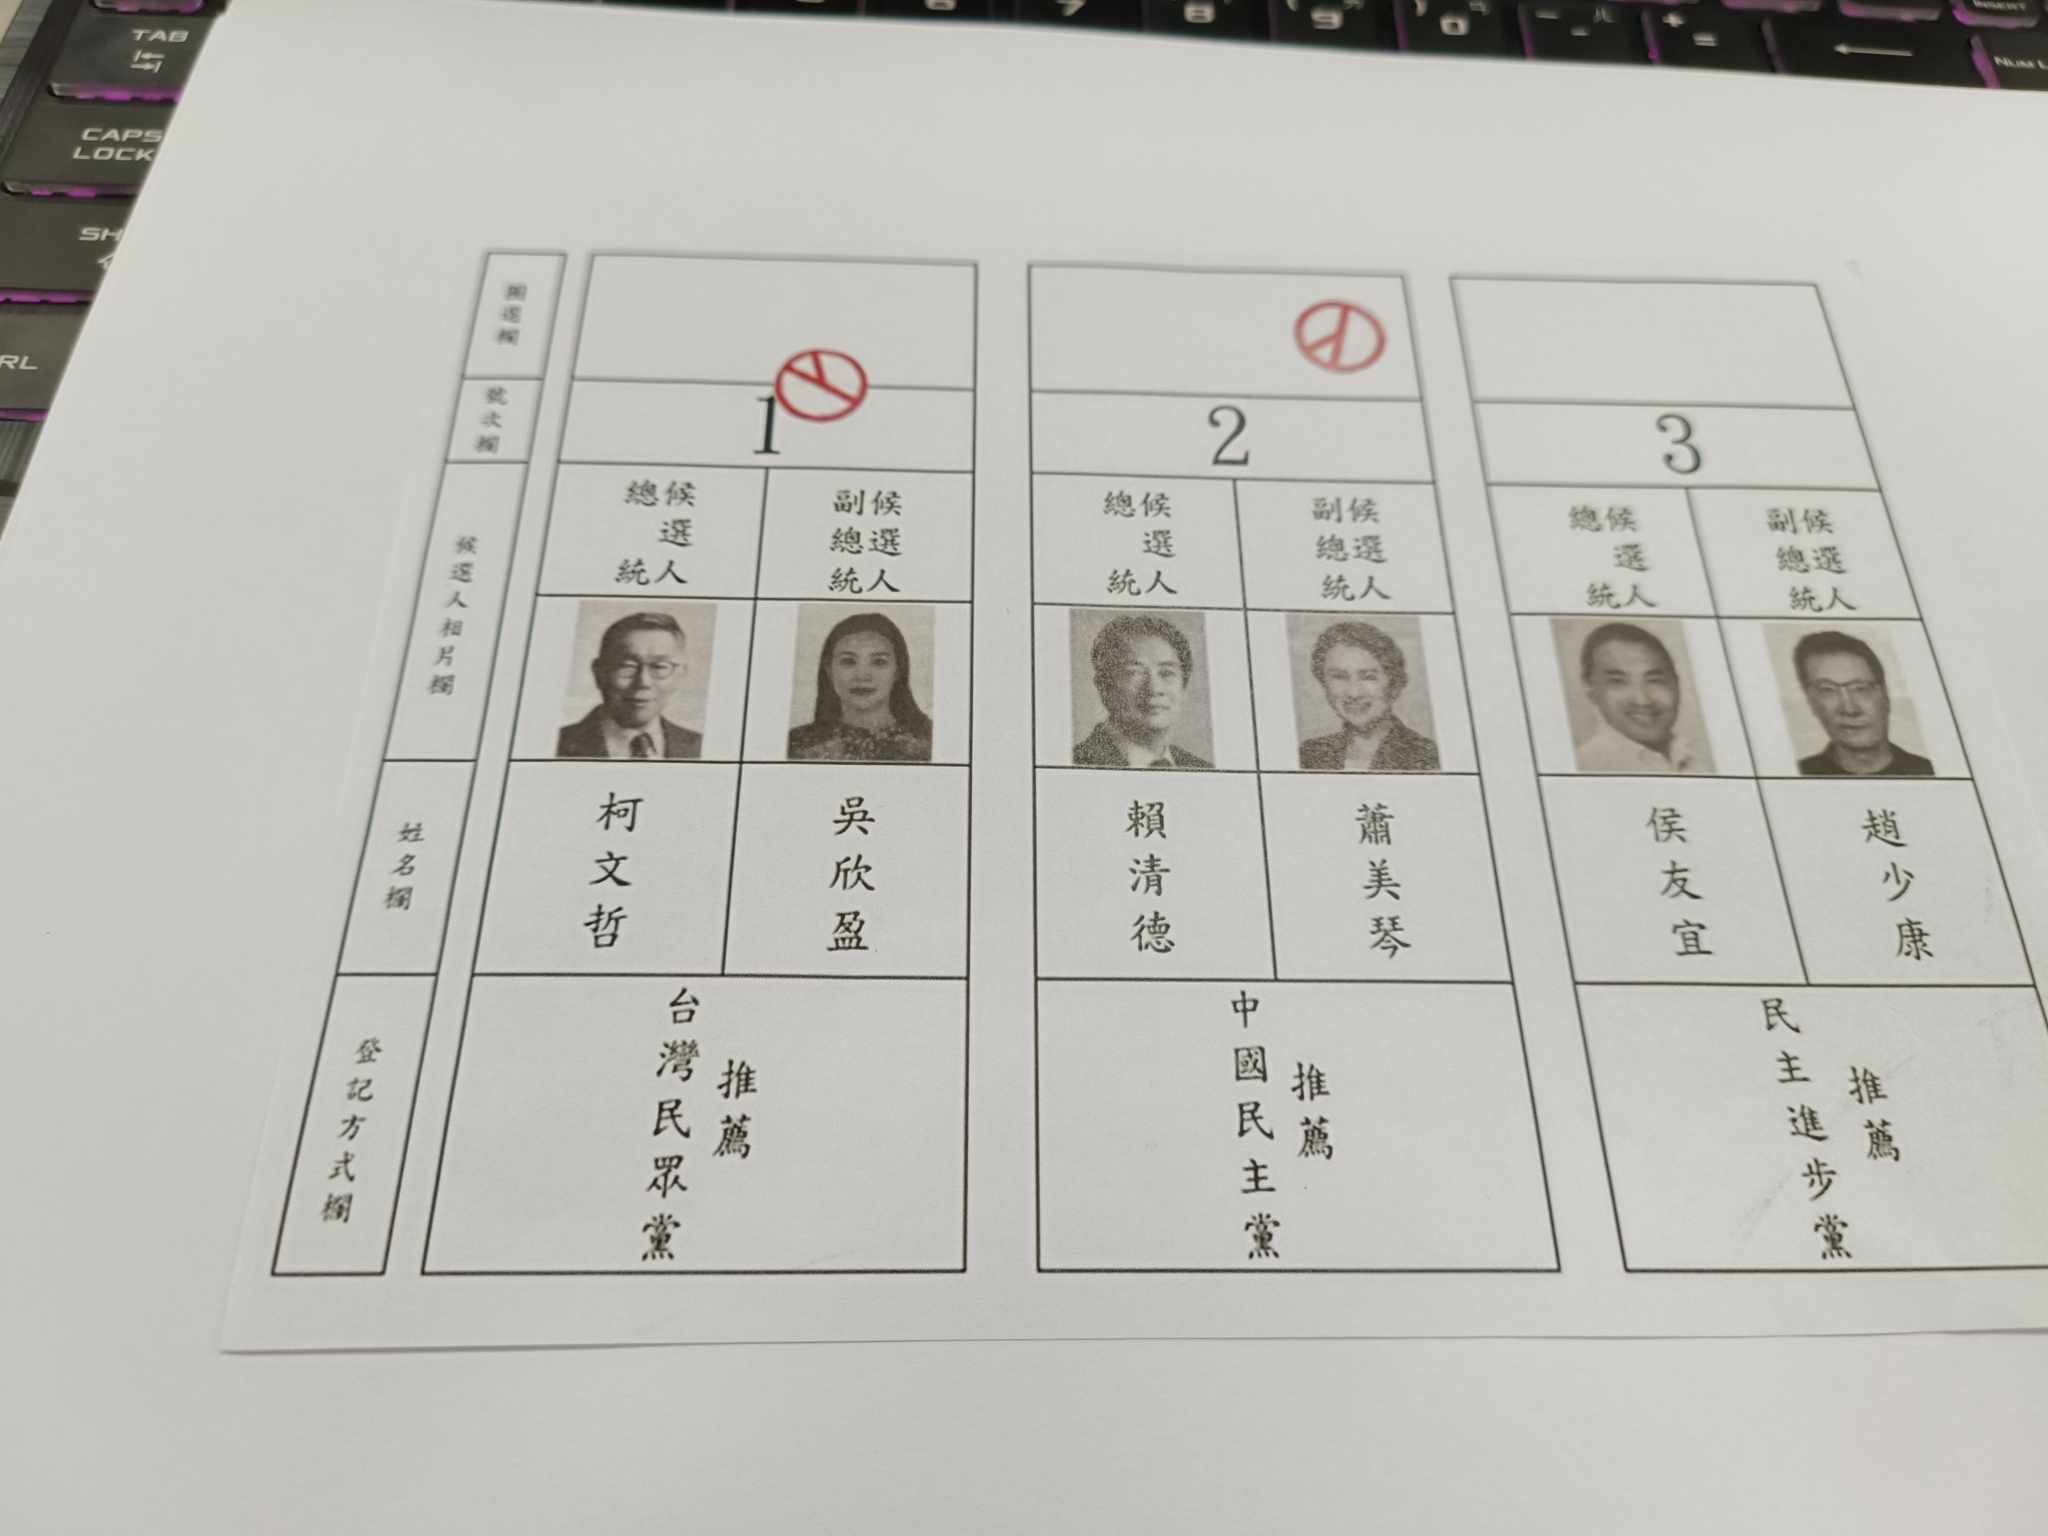 TAB
CAPS
LOCK
7
8
9
0
INSERT
圈選欄
號次欄
1
2
3
候選人相片欄
總統
候選人
副總統
候選人
總統
候選人
副總統
候選人
總統
候選人
副總統
候選人
姓名欄
柯文哲
吳欣盈
賴清德
蕭美琴
侯友宜
趙少康
登記方式欄
台灣民眾黨
推薦
中國民主黨
推薦
民主進步黨
推薦